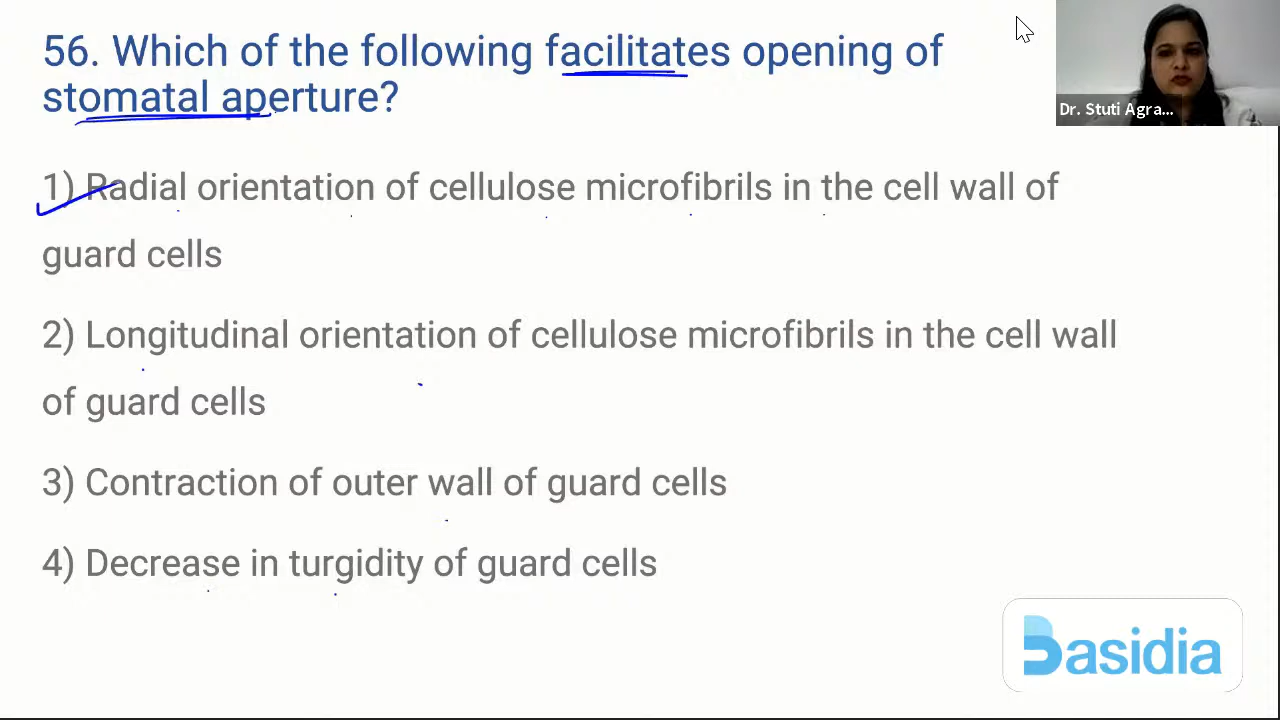 56. Which of the following facilitates opening of
stomatal aperture?
Dr. Stuti Agra...
1) Radial orientation of cellulose microfibrils in the cell wall of
guard cells
2) Longitudinal orientation of cellulose microfibrils in the cell wall
of guard cells
3) Contraction of outer wall of guard cells
4) Decrease in turgidity of guard cells
Basidia